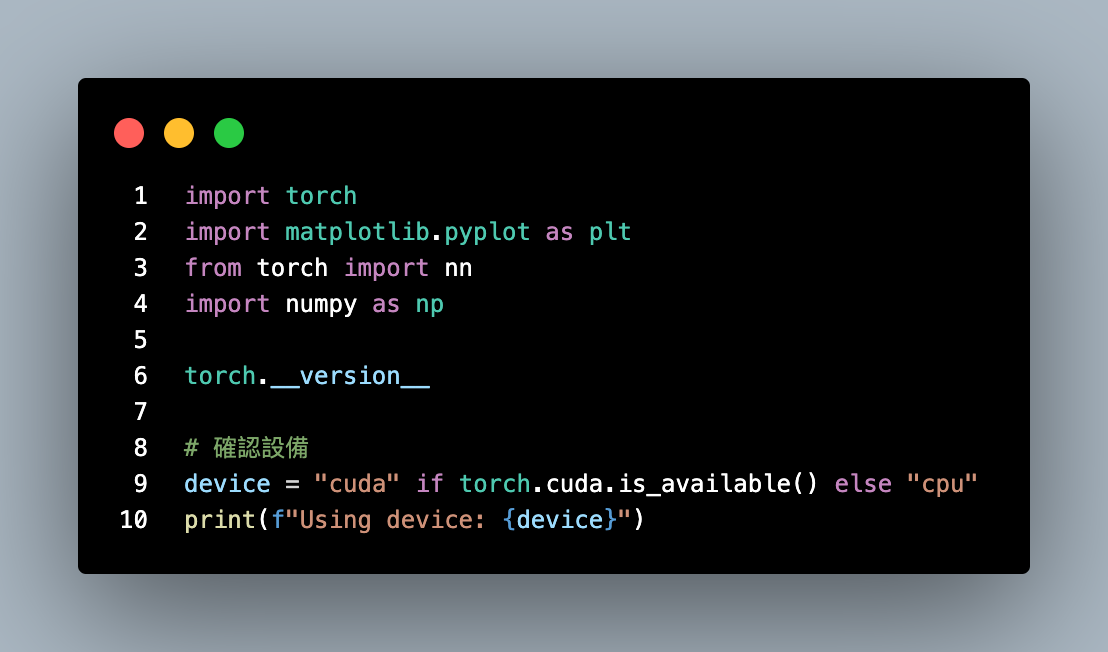 1 import torch
2 import matplotlib.pyplot as plt
3 from torch import nn
4 import numpy as np
5
6 torch.__version__
7
8 # 確認設備
9 device = "cuda" if torch.cuda.is_available() else "cpu"
10 print(f"Using device: {device}")